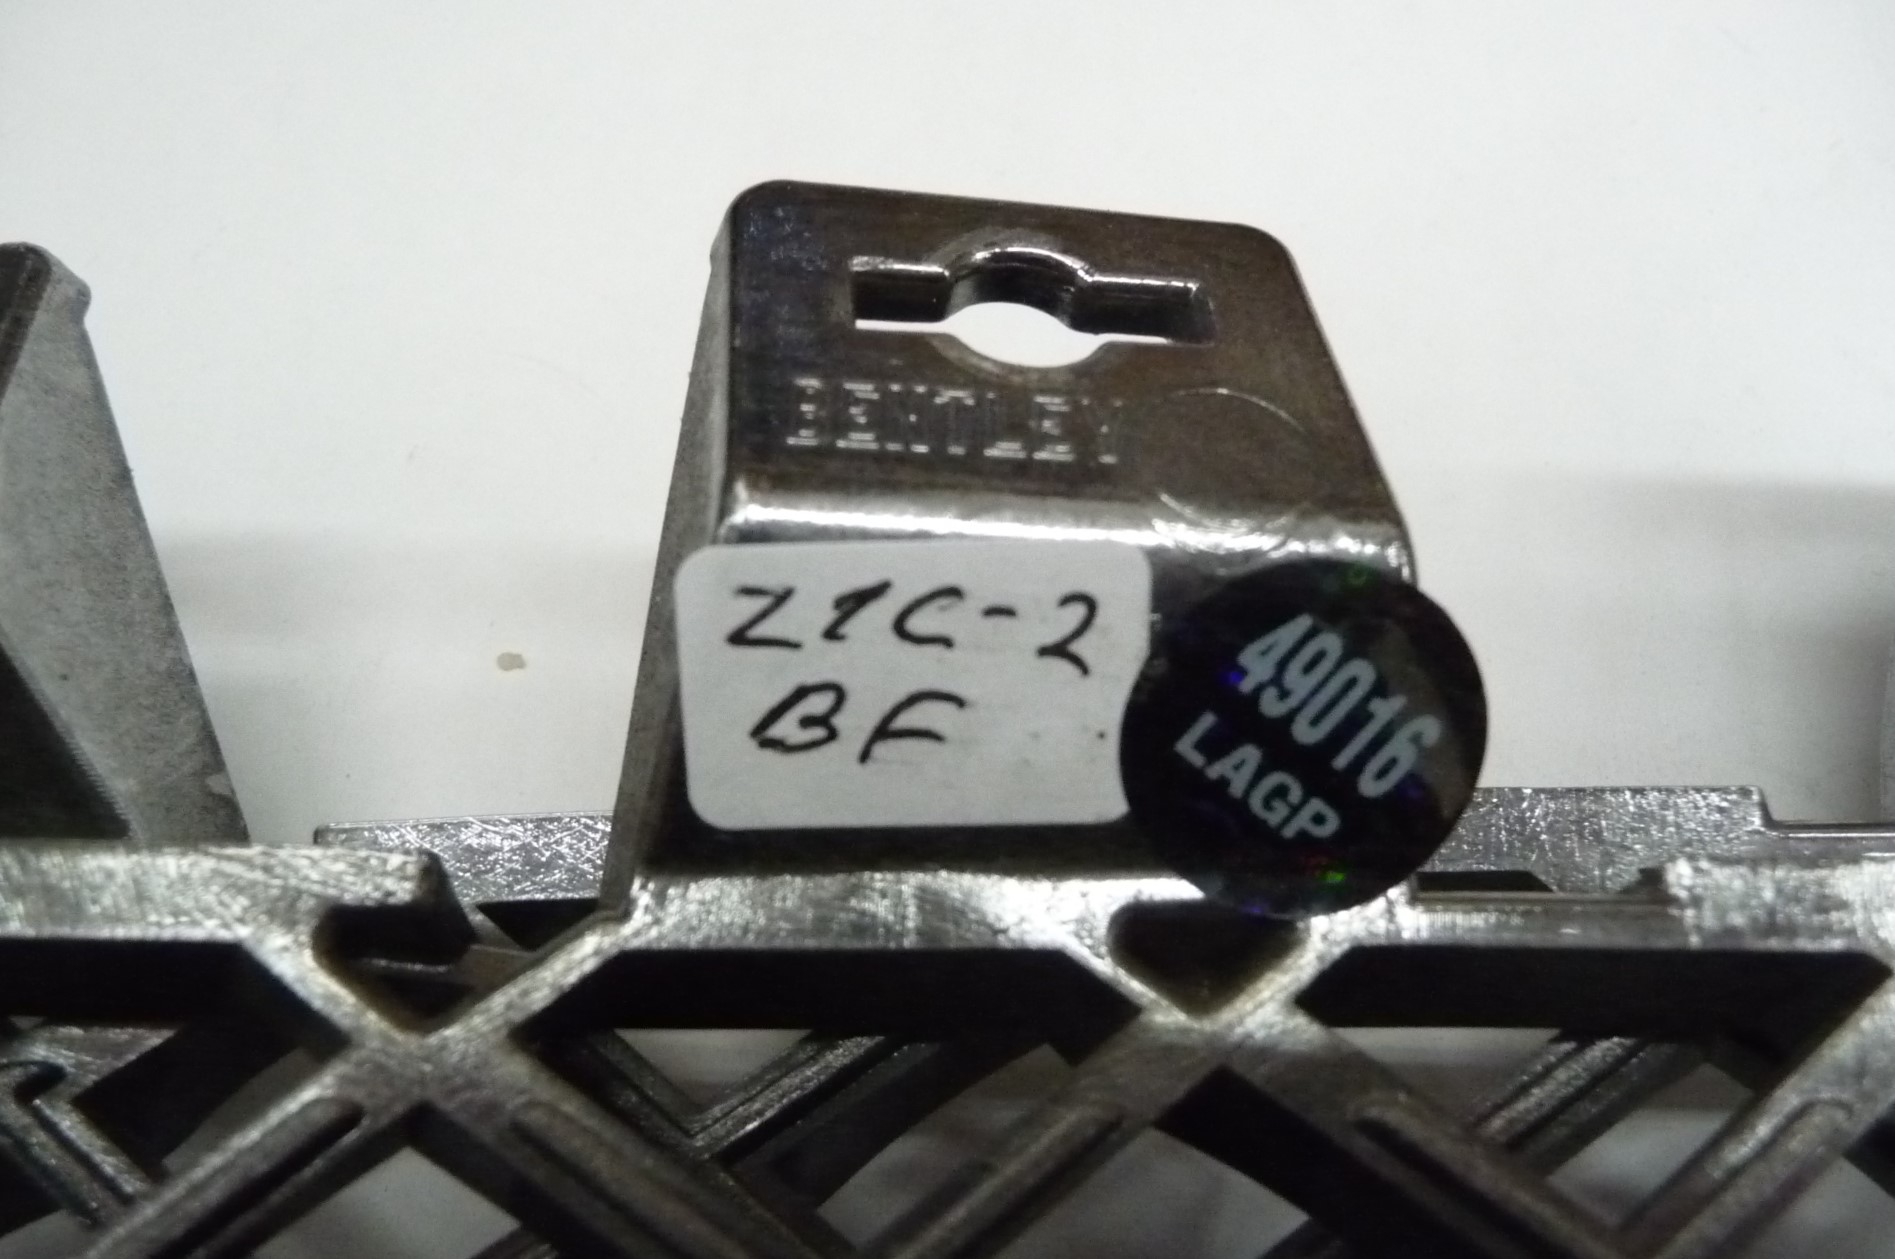 BENTLEY
Z1C-2
BF
49016
LAGP